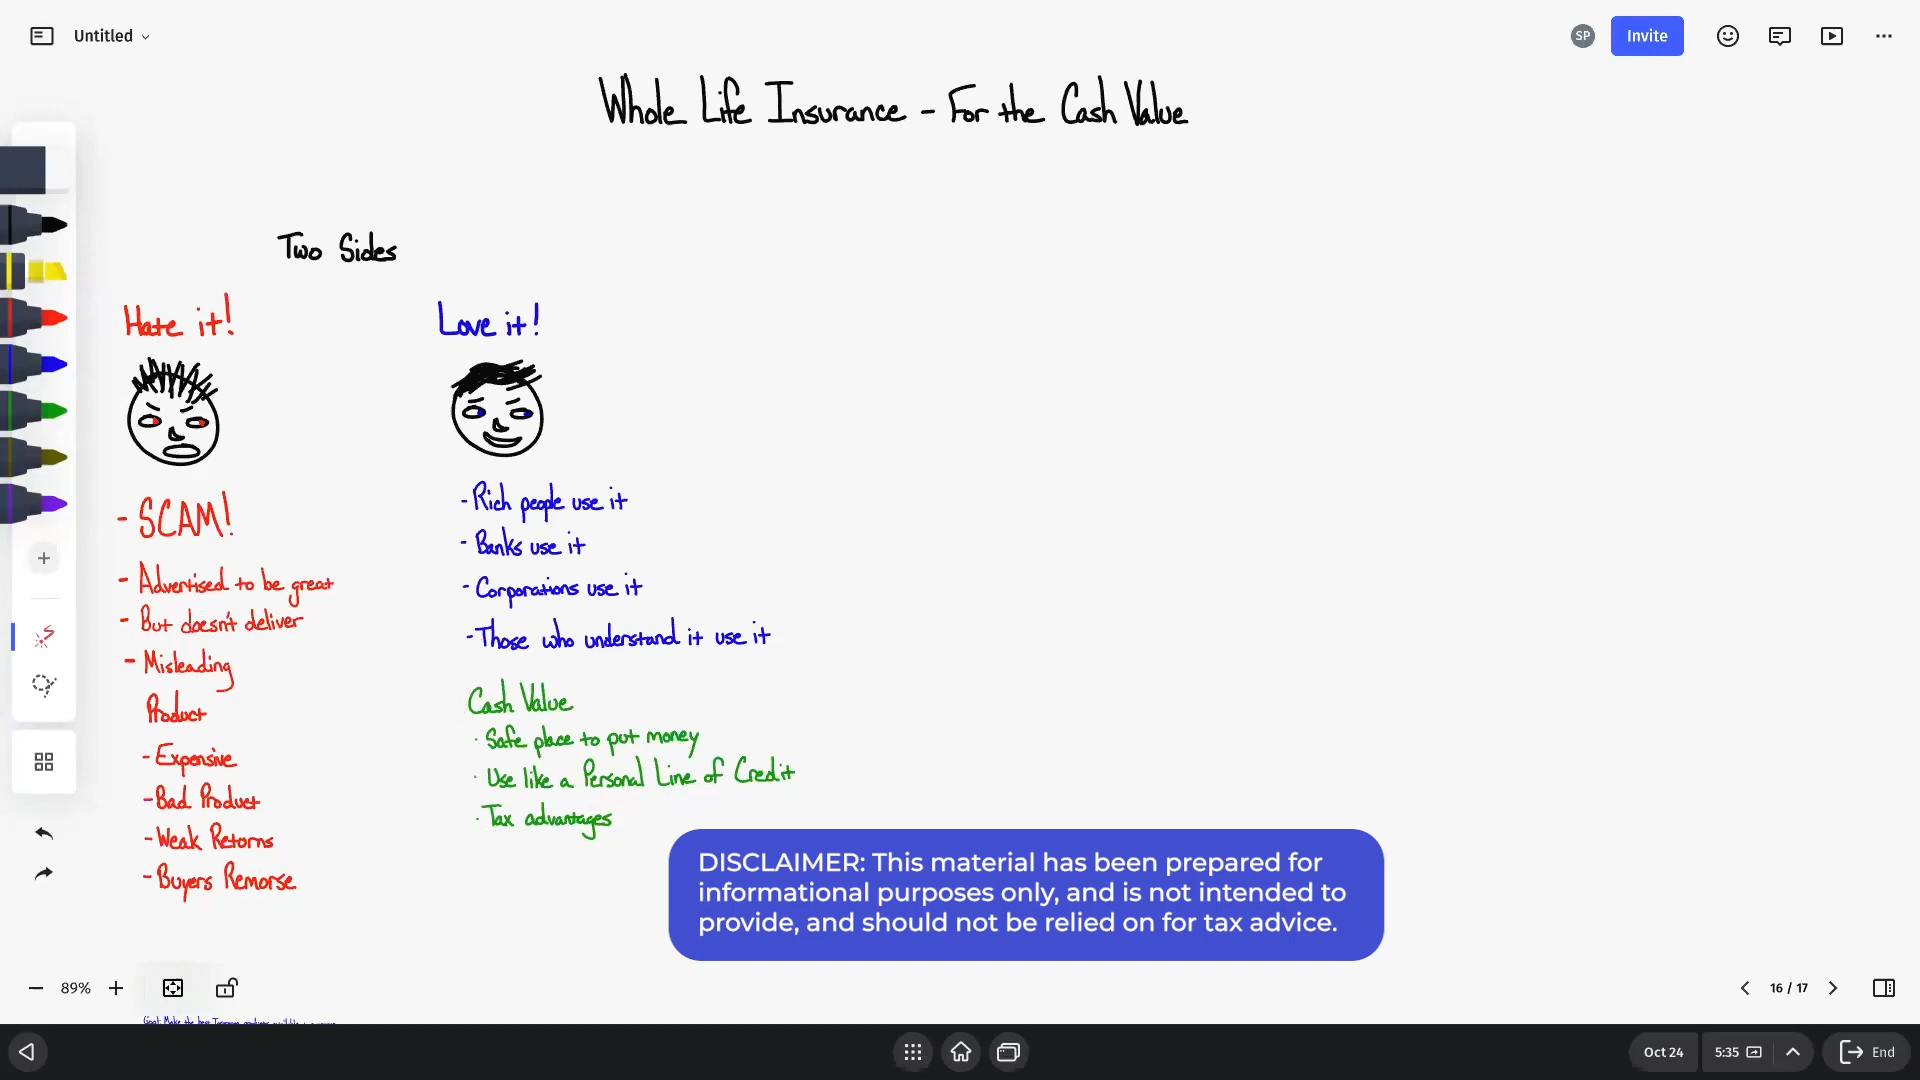 Untitled
SP
Invite
Whole Life Insurance - For the Cash Value
Two Sides
Hate it!
- SCAM!
- Advertised to be great
- But doesn't deliver
- Misleading
Product
- Expensive
- Bad Product
- Weak Returns
- Buyers Remorse
Love it!
- Rich people use it
- Banks use it
- Corporations use it
- Those who understand it use it
Cash Value
· Safe place to put money
· Use like a Personal Line of Credit
· Tax advantages
DISCLAIMER: This material has been prepared for
informational purposes only, and is not intended to
provide, and should not be relied on for tax advice.
89%
16 / 17
Goal: Make the best
Oct 24
5:35
End